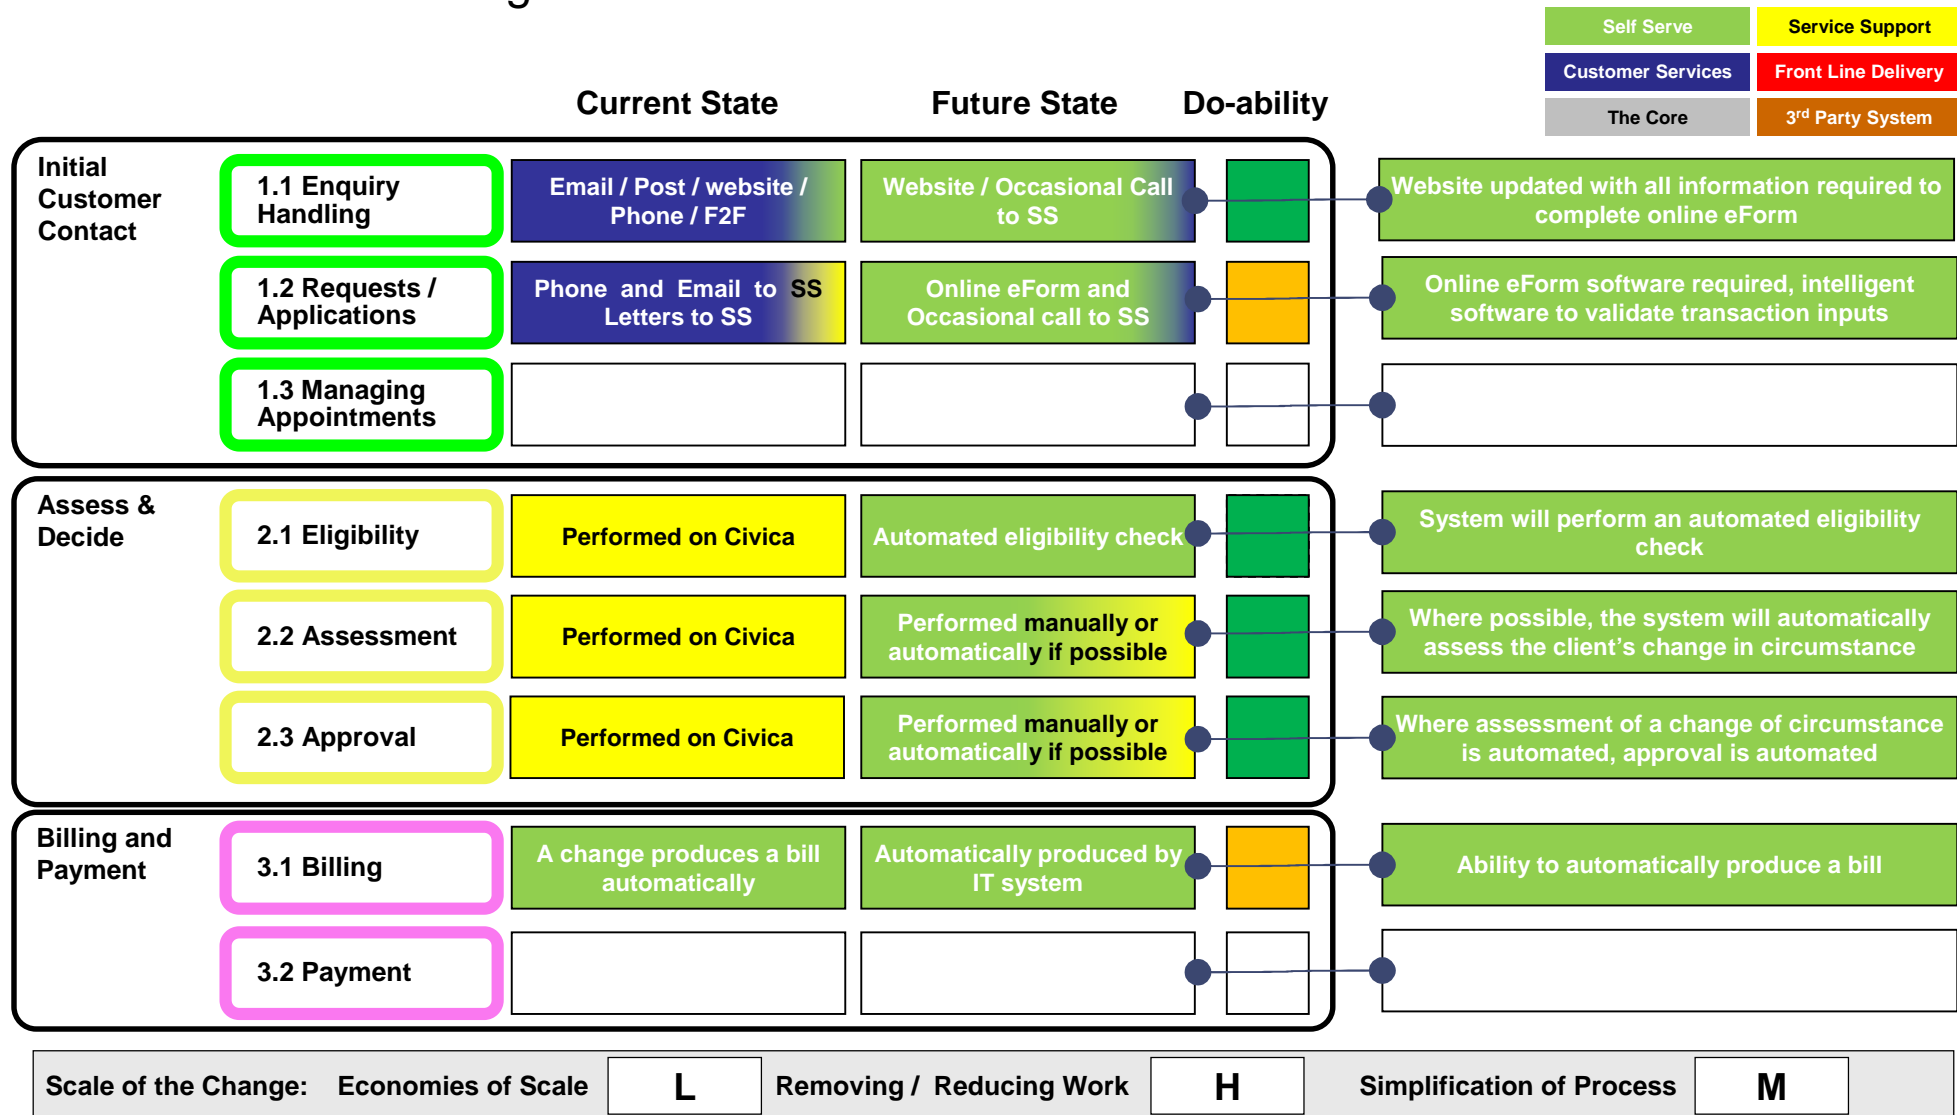 Self Serve
Service Support
Customer Services
Front Line Delivery
The Core
3rd Party System
Current State
Future State
Do-ability
Initial
Customer
Contact
1.1 Enquiry
Handling
Email / Post / website /
Phone / F2F
Website / Occasional Call
to SS
Website updated with all information required to
complete online eForm
1.2 Requests /
Applications
Phone and Email to SS
Letters to SS
Online eForm and
Occasional call to SS
Online eForm software required, intelligent
software to validate transaction inputs
1.3 Managing
Appointments
Assess &
Decide
2.1 Eligibility
Performed on Civica
Automated eligibility check
System will perform an automated eligibility
check
2.2 Assessment
Performed on Civica
Performed manually or
automatically if possible
Where possible, the system will automatically
assess the client’s change in circumstance
2.3 Approval
Performed on Civica
Performed manually or
automatically if possible
Where assessment of a change of circumstance
is automated, approval is automated
Billing and
Payment
3.1 Billing
A change produces a bill
automatically
Automatically produced by
IT system
Ability to automatically produce a bill
3.2 Payment
Scale of the Change: Economies of Scale L Removing / Reducing Work H Simplification of Process M